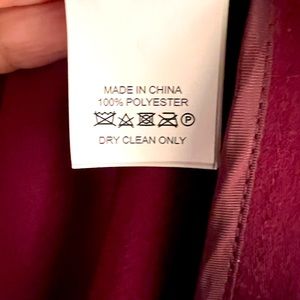 MADE IN CHINA
100% POLYESTER
P
DRY CLEAN ONLY